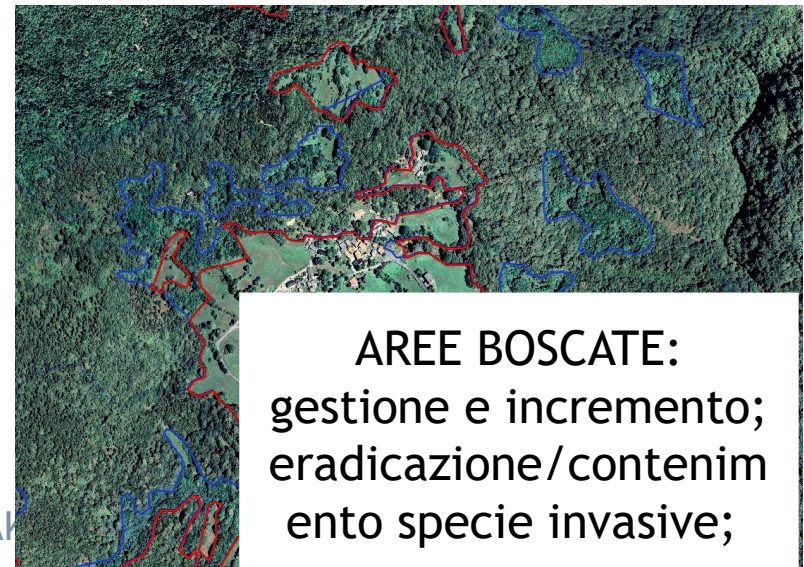 AREE BOSCATE:
gestione e incremento;
eradicazione/contenim
ento specie invasive;